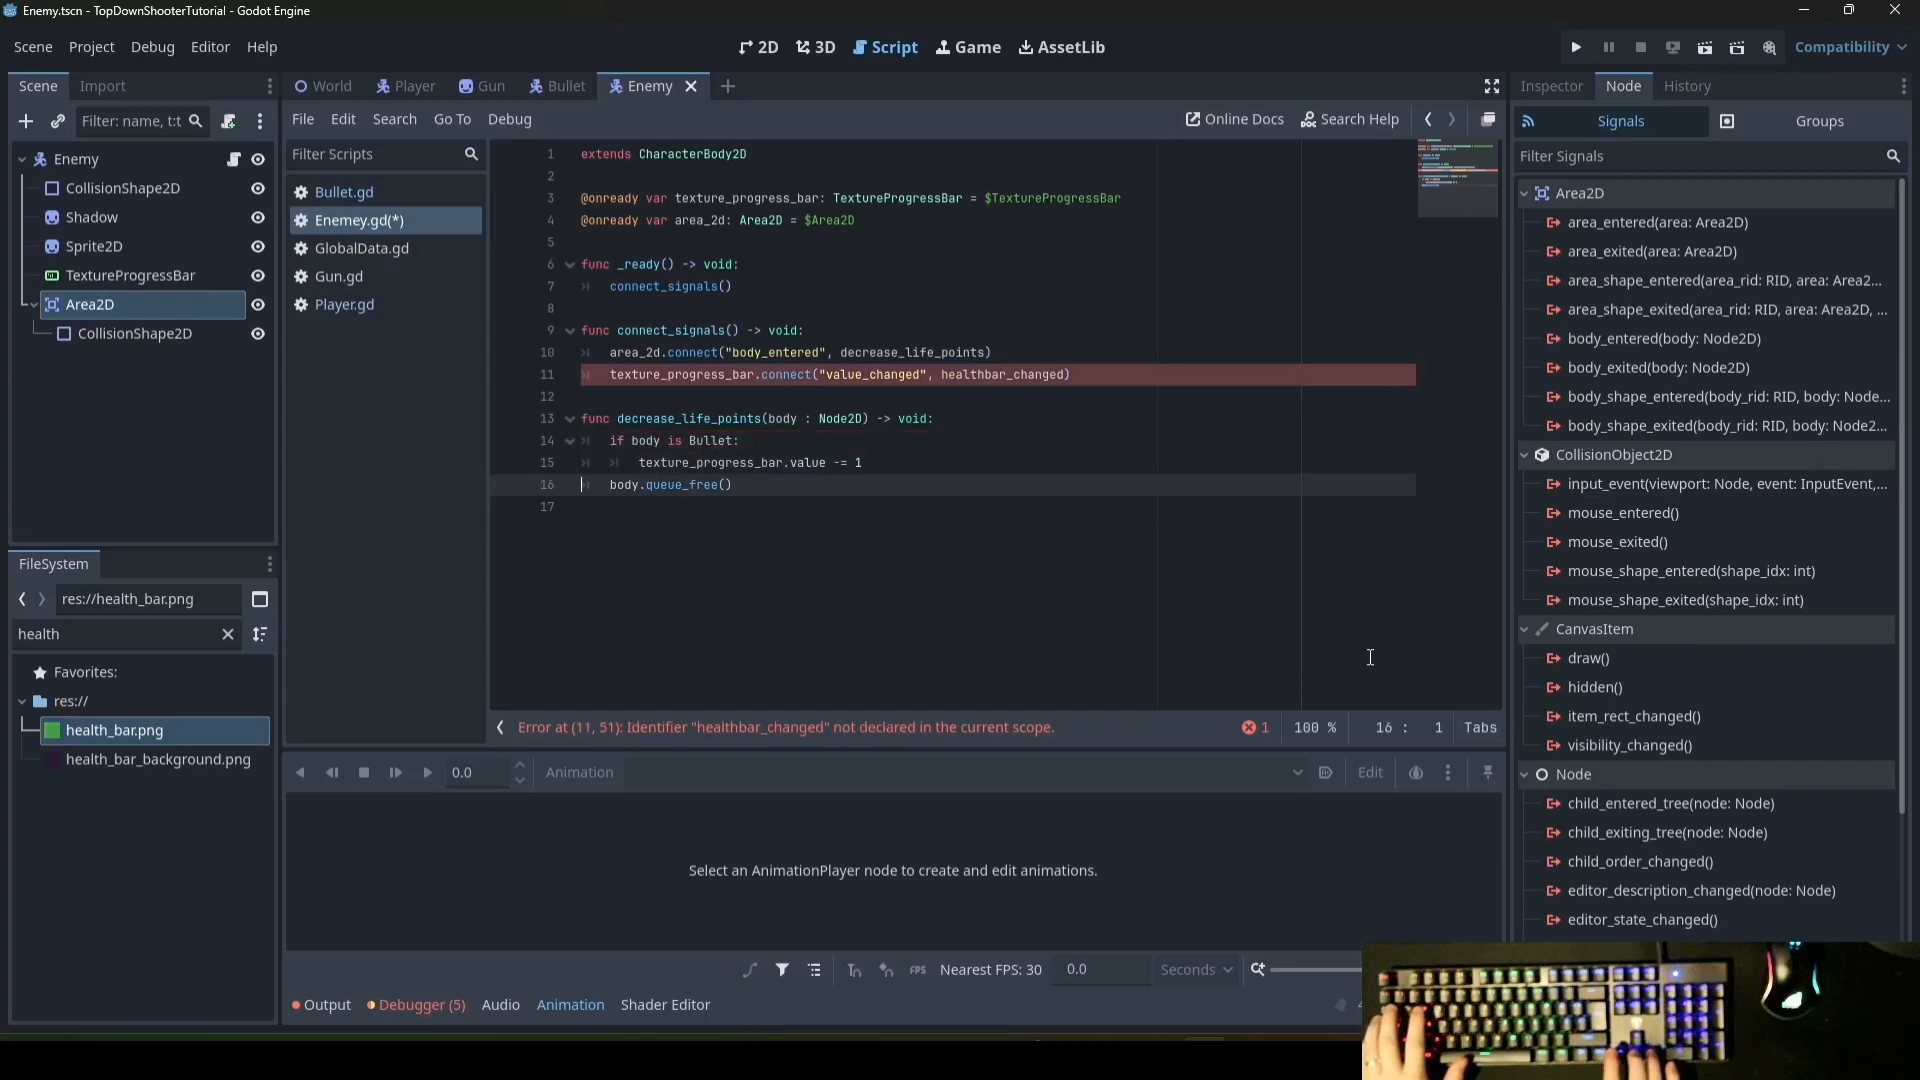 Enemy.tscn - TopDownShooterTutorial - Godot Engine
Scene Project Debug Editor Help
2D 3D Script Game AssetLib
Compatibility
Scene Import
World Player Gun Bullet Enemy
Inspector Node History
Filter: name, t:t
File Edit Search Go To Debug
Online Docs Search Help
Signals Groups
Filter Scripts
Filter Signals
Enemy
CollisionShape2D
Shadow
Sprite2D
TextureProgressBar
Area2D
CollisionShape2D
Bullet.gd
Enemey.gd(*)
GlobalData.gd
Gun.gd
Player.gd
1 extends CharacterBody2D
2
3 @onready var texture_progress_bar: TextureProgressBar = $TextureProgressBar
4 @onready var area_2d: Area2D = $Area2D
5
6 func _ready() -> void:
7 connect_signals()
8
9 func connect_signals() -> void:
10 area_2d.connect("body_entered", decrease_life_points)
11 texture_progress_bar.connect("value_changed", healthbar_changed)
12
13 func decrease_life_points(body : Node2D) -> void:
14 if body is Bullet:
15 texture_progress_bar.value -= 1
16 body.queue_free()
17
Error at (11, 51): Identifier "healthbar_changed" not declared in the current scope.
1 100 % 16 : 1 Tabs
Area2D
area_entered(area: Area2D)
area_exited(area: Area2D)
area_shape_entered(area_rid: RID, area: Area2...
area_shape_exited(area_rid: RID, area: Area2D, ...
body_entered(body: Node2D)
body_exited(body: Node2D)
body_shape_entered(body_rid: RID, body: Node...
body_shape_exited(body_rid: RID, body: Node2...
CollisionObject2D
input_event(viewport: Node, event: InputEvent,...
mouse_entered()
mouse_exited()
mouse_shape_entered(shape_idx: int)
mouse_shape_exited(shape_idx: int)
CanvasItem
draw()
hidden()
item_rect_changed()
visibility_changed()
Node
child_entered_tree(node: Node)
child_exiting_tree(node: Node)
child_order_changed()
editor_description_changed(node: Node)
editor_state_changed()
FileSystem
res://health_bar.png
health
Favorites:
res://
health_bar.png
health_bar_background.png
0.0 Animation Edit
Select an AnimationPlayer node to create and edit animations.
FPS Nearest FPS: 30 0.0 Seconds
Output Debugger (5) Audio Animation Shader Editor